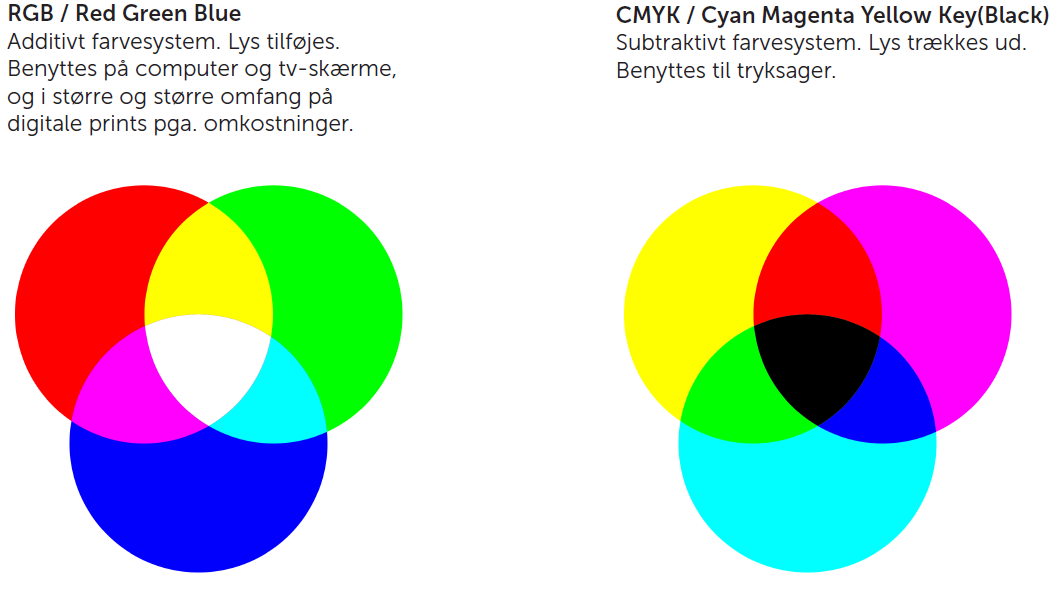 RGB / Red Green Blue
Additivt farvesystem. Lys tilføjes.
Benyttes på computer og tv-skærme,
og i større og større omfang på
digitale prints pga. omkostninger.
CMYK / Cyan Magenta Yellow Key(Black)
Subtraktivt farvesystem. Lys trækkes ud.
Benyttes til tryksager.